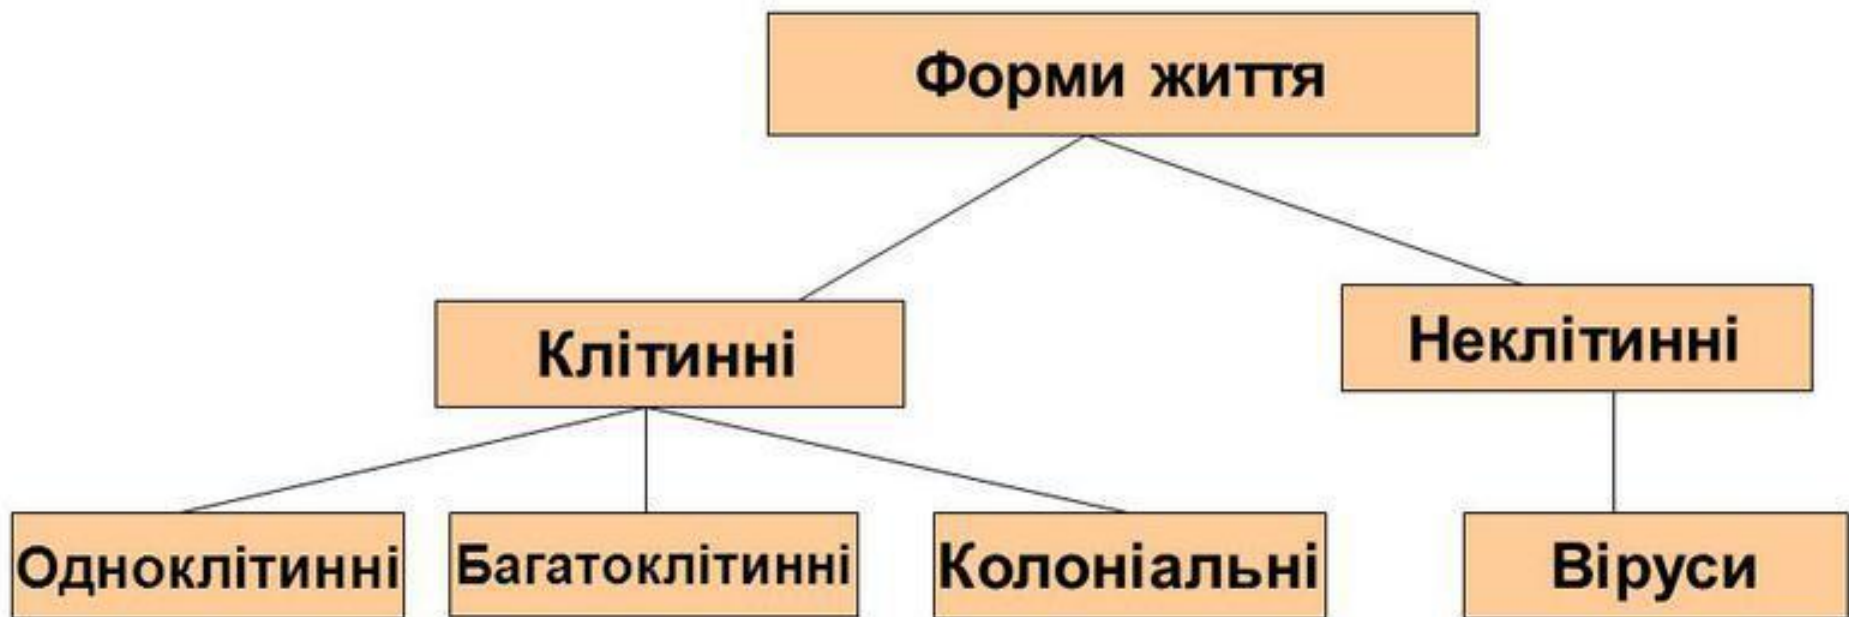 Форми життя
Клітинні
Неклітинні
Одноклітинні
Багатоклітинні
Колоніальні
Віруси